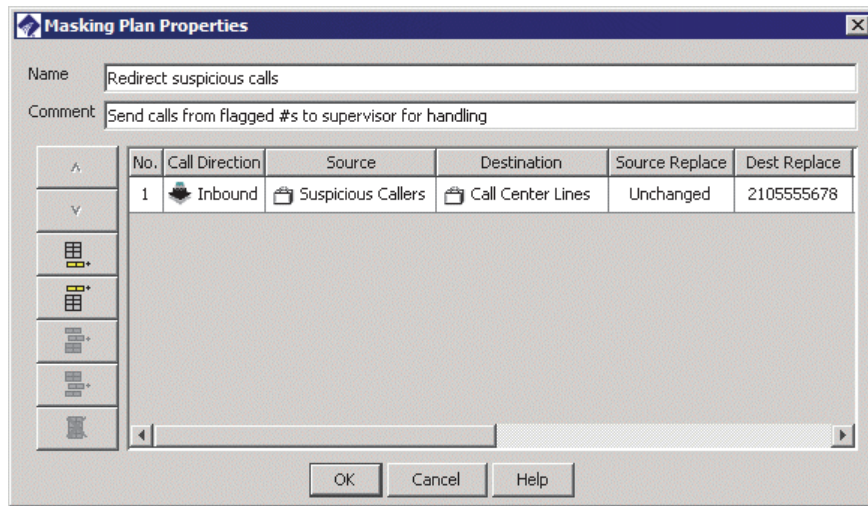 Masking Plan Properties
Name Redirect suspicious calls
Comment Send calls from flagged #s to supervisor for handling
No. Call Direction Source Destination Source Replace Dest Replace
1 Inbound Suspicious Callers Call Center Lines Unchanged 2105555678
OK Cancel Help